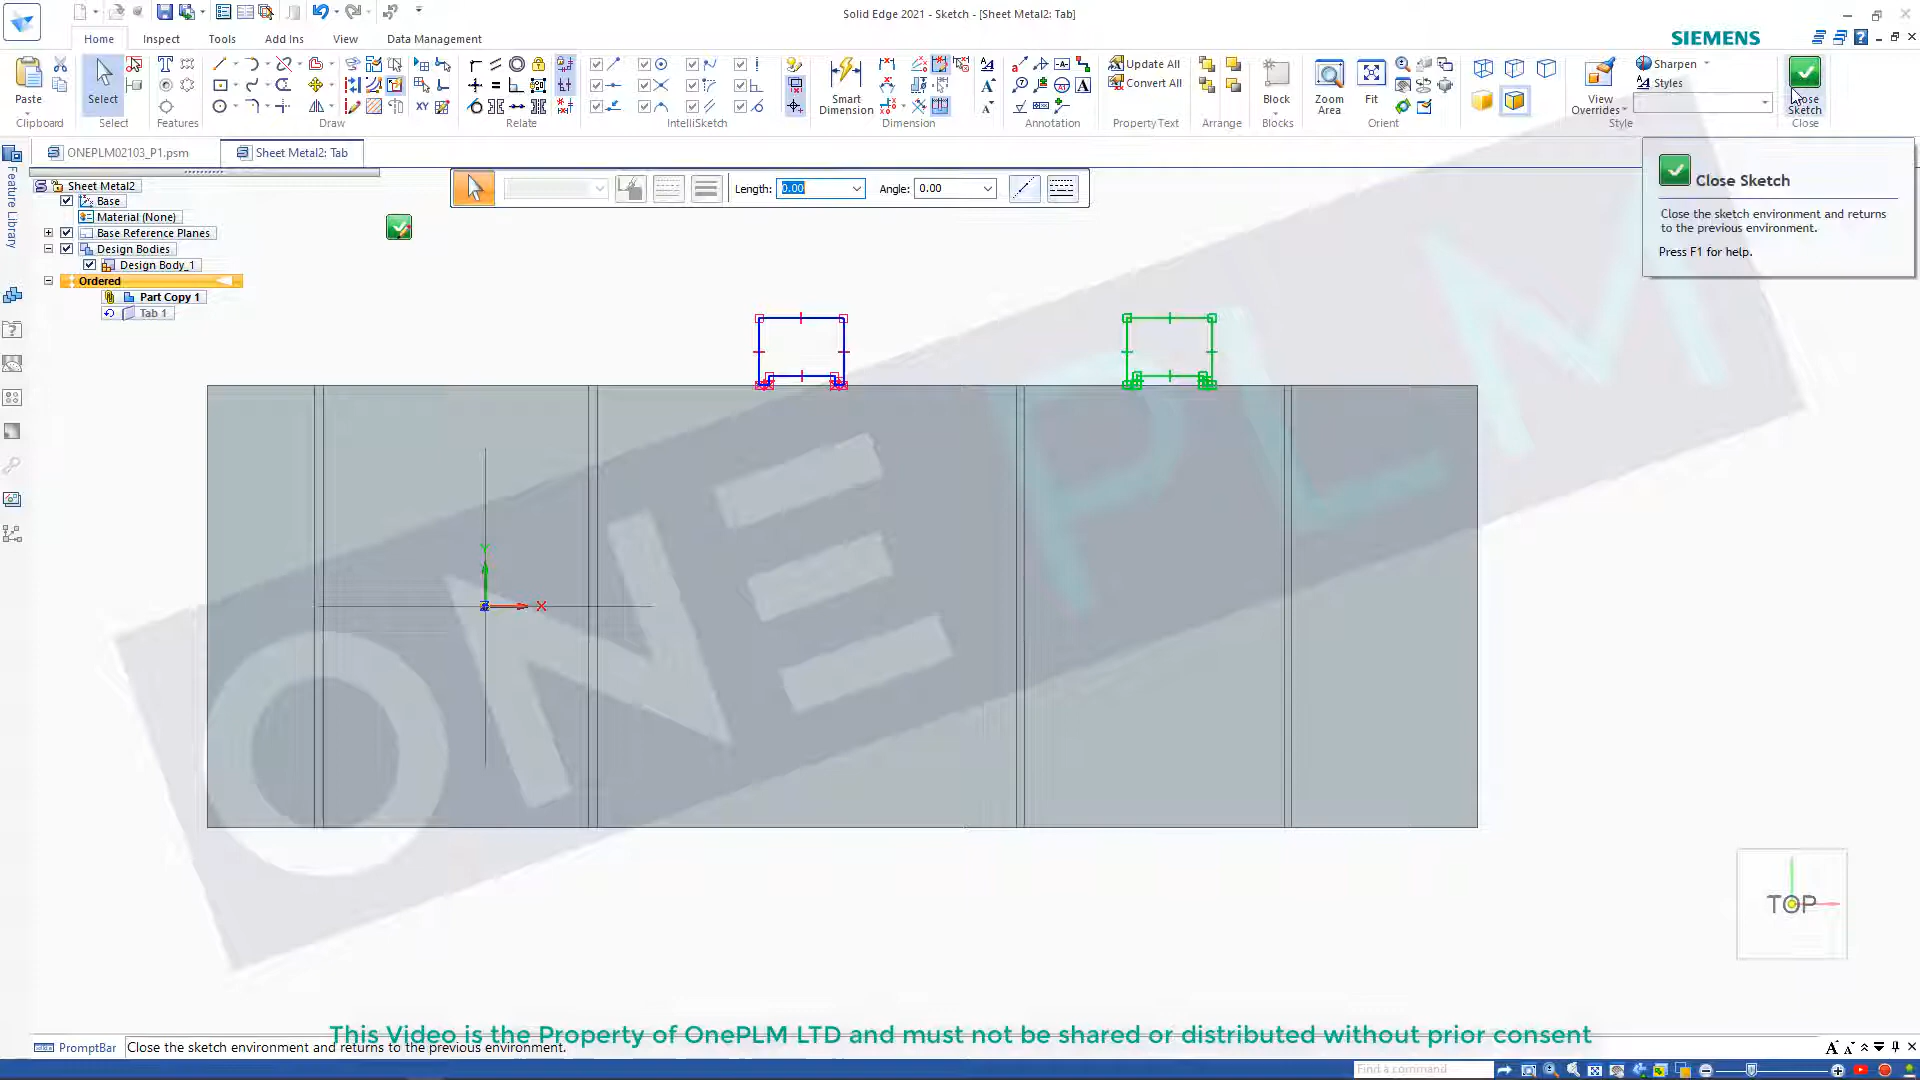 Solid Edge 2021 - Sketch - [Sheet Metal2: Tab]
Home
Inspect
Tools
Add Ins
View
Data Management
SIEMENS
Paste
Clipboard
Select
Select
Features
Draw
Relate
IntelliSketch
Smart
Dimension
Dimension
Annotation
Update All
Convert All
Property Text
Arrange
Block
Blocks
Zoom
Area
Fit
Orient
View
Overrides
Sharpen
Styles
Style
Close
Sketch
Close
ONEPLM02103_P1.psm
Sheet Metal2: Tab
Length: 0.00
Angle: 0.00
Close Sketch
Close the sketch environment and returns
to the previous environment.
Press F1 for help.
Feature Library
Sheet Metal2
Base
Material (None)
Base Reference Planes
Design Bodies
Design Body_1
Ordered
Part Copy 1
Tab 1
Y
X
Z
ONEPLM
TOP
This Video is the Property of OnePLM LTD and must not be shared or distributed without prior consent
PromptBar
Close the sketch environment and returns to the previous environment.
Find a command